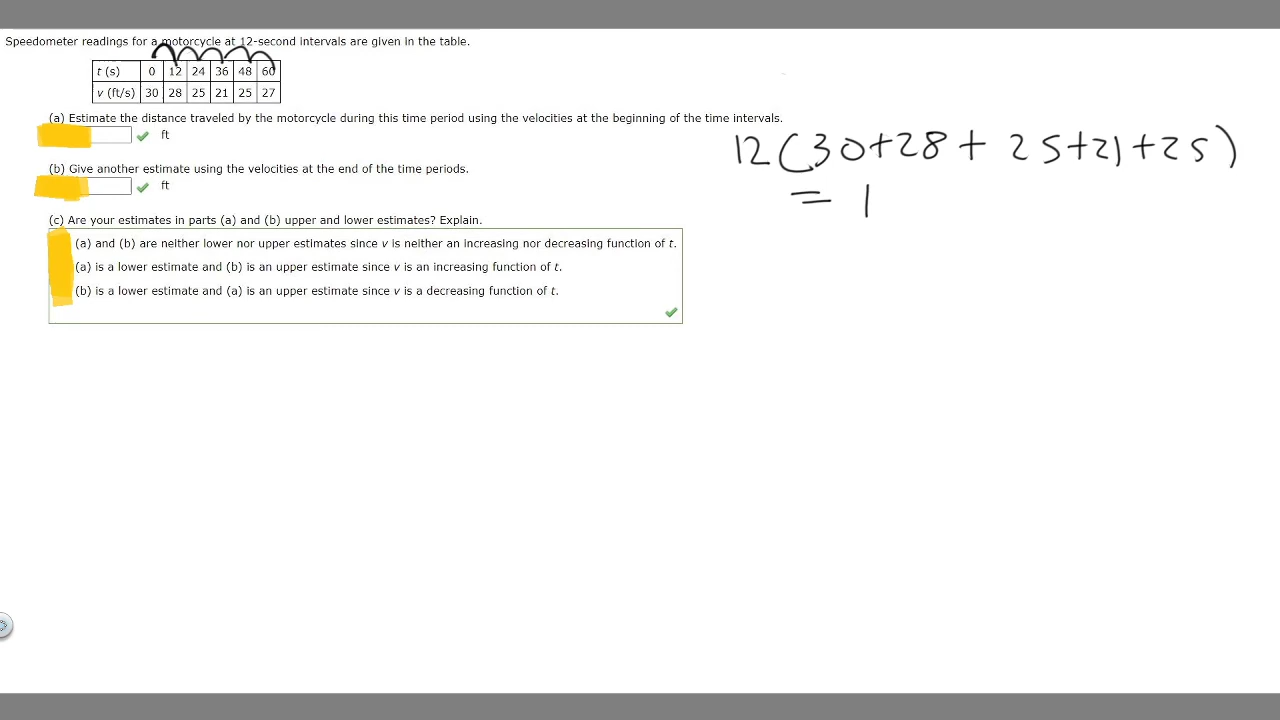 Speedometer readings for a motorcycle at 12-second intervals are given in the table.
t (s) 0 12 24 36 48 60
v (ft/s) 30 28 25 21 25 27
(a) Estimate the distance traveled by the motorcycle during this time period using the velocities at the beginning of the time intervals.
ft
12(30+28+25+21+25)
= 1
(b) Give another estimate using the velocities at the end of the time periods.
ft
(c) Are your estimates in parts (a) and (b) upper and lower estimates? Explain.
(a) and (b) are neither lower nor upper estimates since v is neither an increasing nor decreasing function of t.
(a) is a lower estimate and (b) is an upper estimate since v is an increasing function of t.
(b) is a lower estimate and (a) is an upper estimate since v is a decreasing function of t.